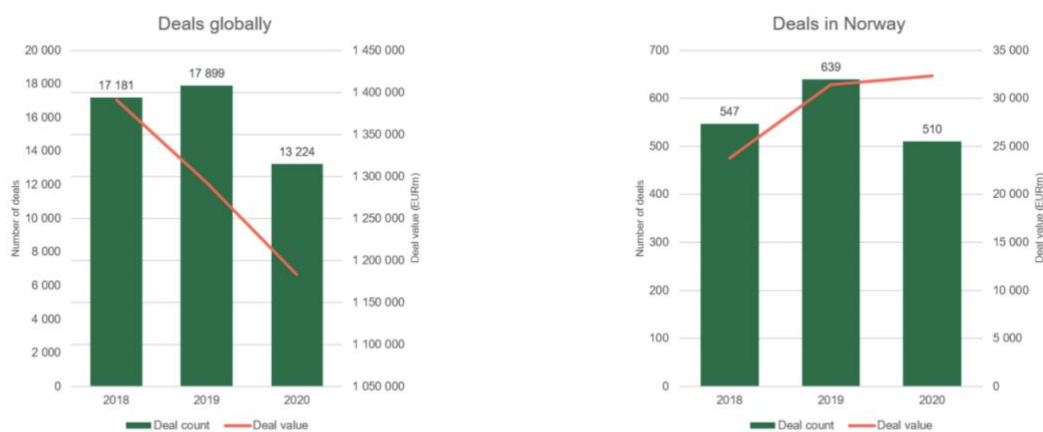 Deals globally
20 000
18 000
16 000
14 000
12 000
10 000
8 000
6 000
4 000
2 000
0
Number of deals
17 181
17 899
13 224
1 450 000
1 400 000
1 350 000
1 300 000
1 250 000
1 200 000
1 150 000
1 100 000
1 050 000
Deal value (EURm)
2018 2019 2020
Deal count Deal value
Deals in Norway
700
600
500
400
300
200
100
0
Number of deals
547
639
510
35 000
30 000
25 000
20 000
15 000
10 000
5 000
0
Deal value (EURm)
2018 2019 2020
Deal count Deal value